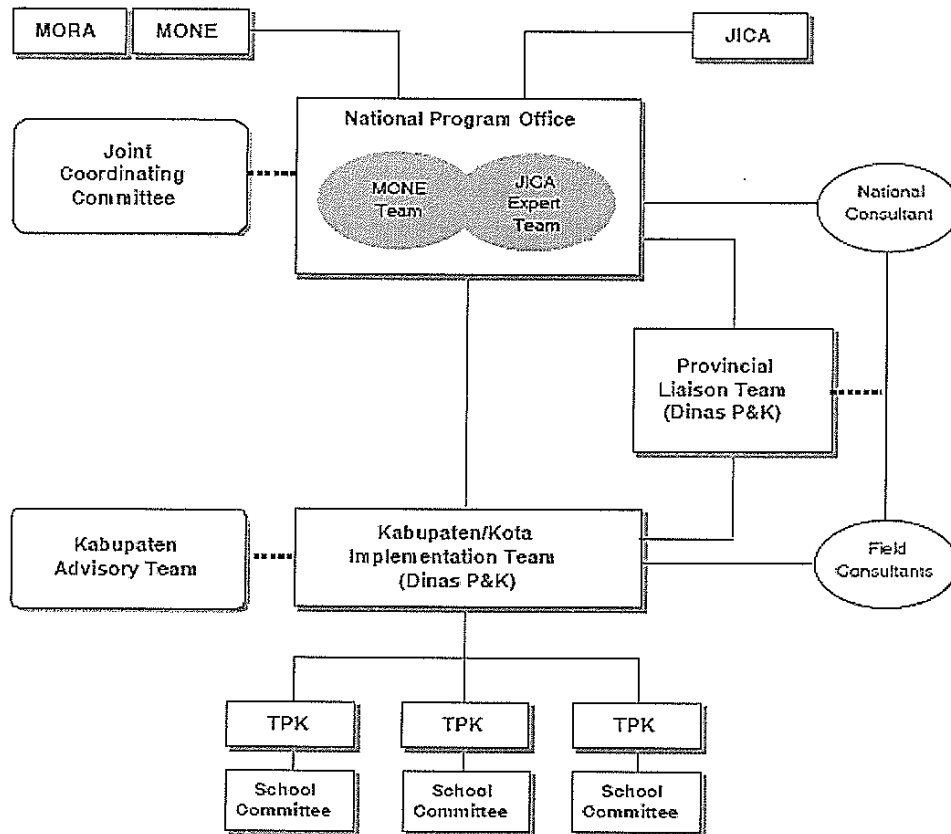 MORA
MONE
JICA
National Program Office
Joint
Coordinating
Committee
MONE
Team
JICA
Expert
Team
National
Consultant
Provincial
Liaison Team
(Dinas P&K)
Kabupaten
Advisory Team
Kabupaten/Kota
Implementation Team
(Dinas P&K)
Field
Consultants
TPK
TPK
TPK
School
Committee
School
Committee
School
Committee